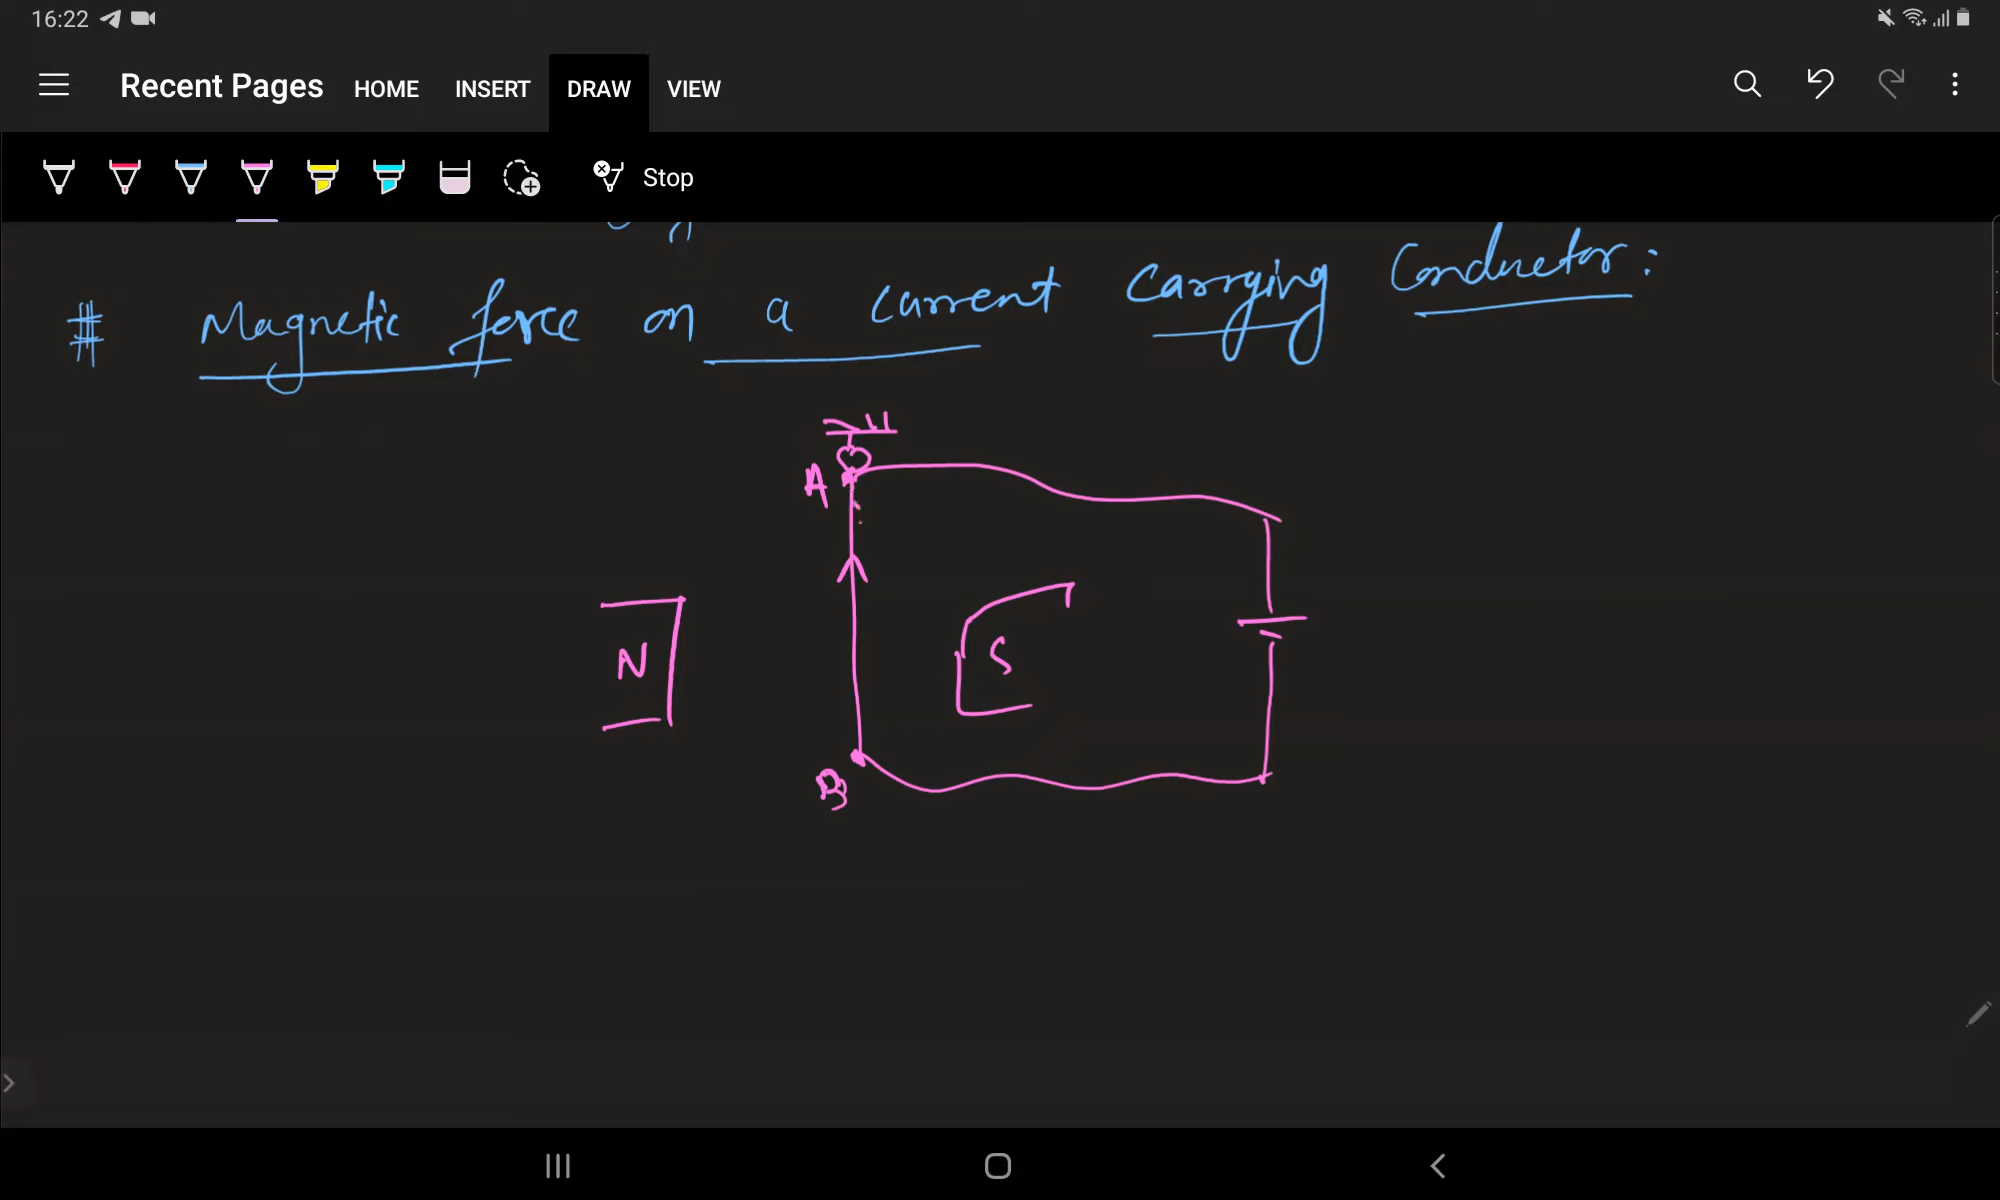 16:22
Recent Pages HOME INSERT DRAW VIEW
Stop
# Magnetic force on a current Carrying Conductor:
A
N
S
B